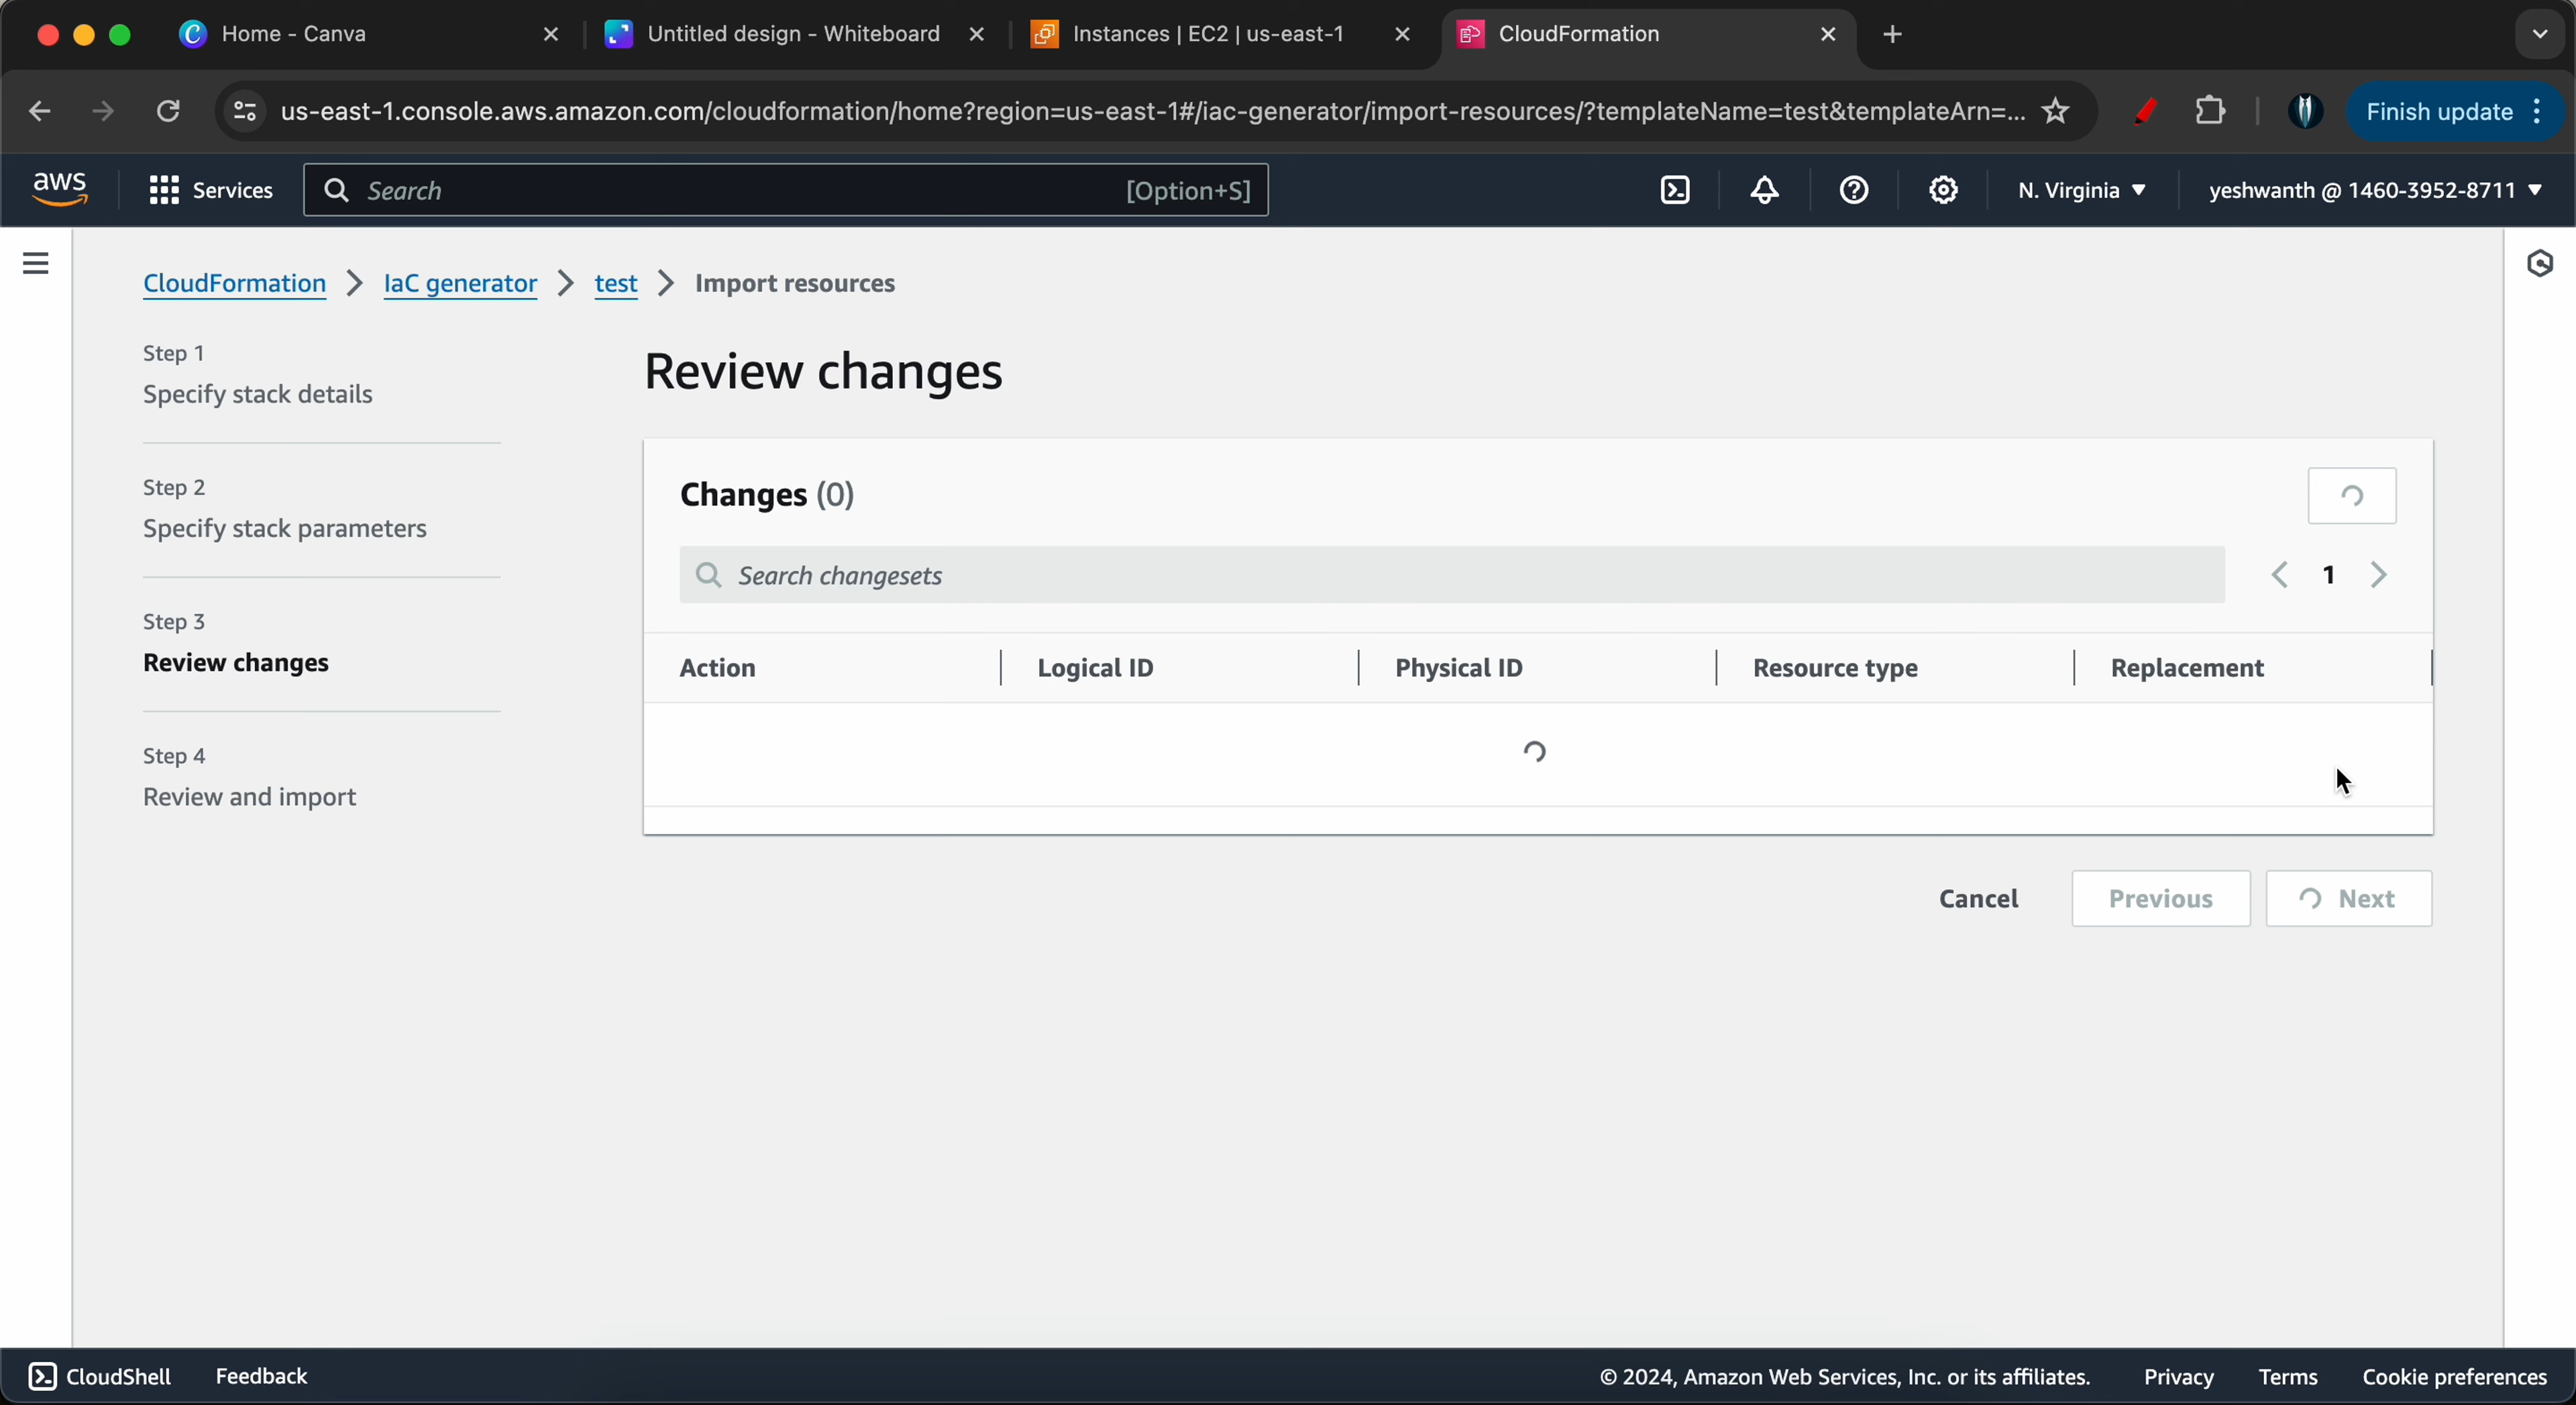 Home - Canva
Untitled design - Whiteboard
Instances | EC2 | us-east-1
CloudFormation
us-east-1.console.aws.amazon.com/cloudformation/home?region=us-east-1#/iac-generator/import-resources/?templateName=test&templateArn=...
Finish update
aws
Services
Search
[Option+S]
N. Virginia
yeshwanth @ 1460-3952-8711
CloudFormation
IaC generator
test
Import resources
Step 1
Specify stack details
Step 2
Specify stack parameters
Step 3
Review changes
Step 4
Review and import
Review changes
Changes (0)
Search changesets
1
Action
Logical ID
Physical ID
Resource type
Replacement
Cancel
Previous
Next
CloudShell
Feedback
© 2024, Amazon Web Services, Inc. or its affiliates.
Privacy
Terms
Cookie preferences